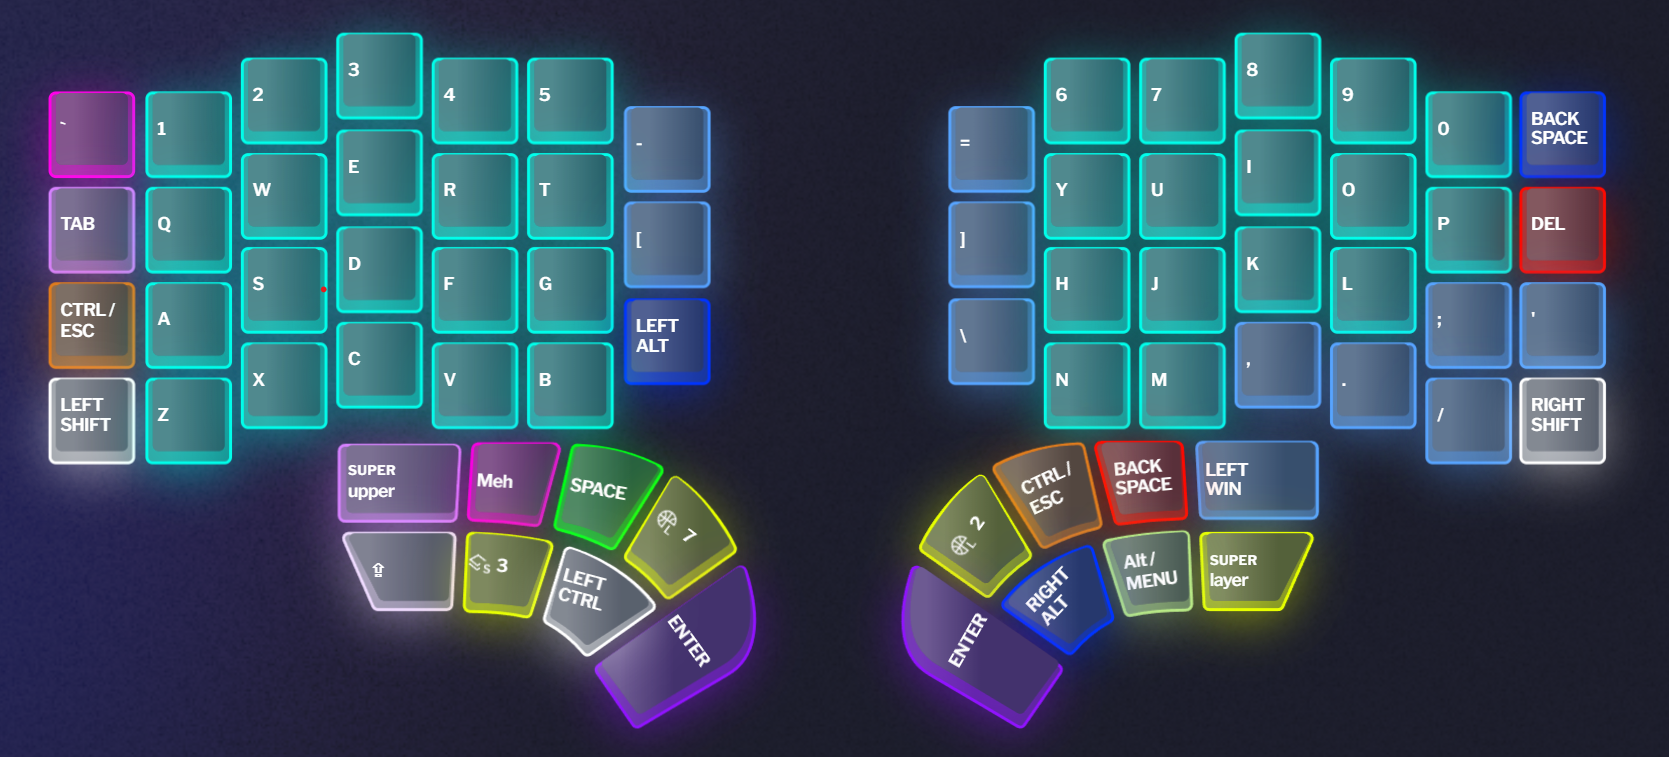 ` 1 2 3 4 5 -
= 6 7 8 9 0 BACK
SPACE
TAB Q W E R T [
] Y U I O P DEL
CTRL /
ESC
A S D F G
LEFT
ALT
\ H J K L ; '
LEFT
SHIFT
Z X C V B
N M , . /
RIGHT
SHIFT
SUPER
upper
Meh
SPACE
7
⇪
S 3
LEFT
CTRL
ENTER
L 2
CTRL /
ESC
BACK
SPACE
LEFT
WIN
ENTER
RIGHT
ALT
Alt /
MENU
SUPER
layer